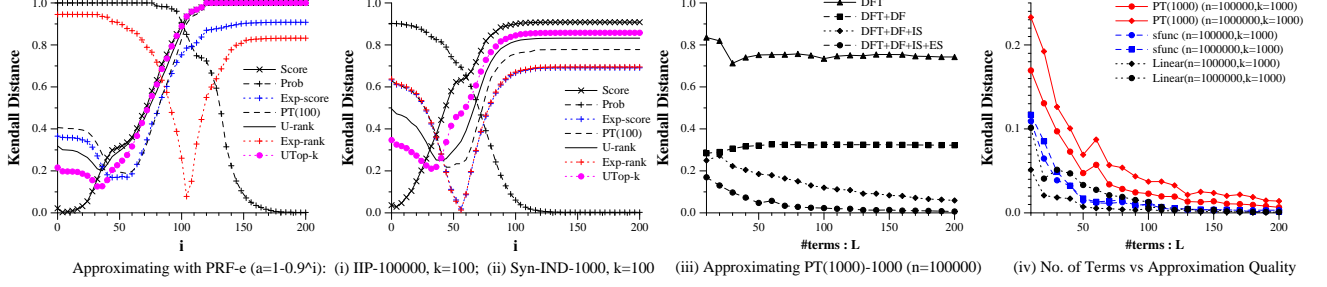 Kendall Distance
1.0
0.8
0.6
0.4
0.2
0.0
0
50
100
150
200
i
Score
Prob
Exp-score
PT(100)
U-rank
Exp-rank
UTop-k
Kendall Distance
1.0
0.8
0.6
0.4
0.2
0.0
0
50
100
150
200
i
Score
Prob
Exp-score
PT(100)
U-rank
Exp-rank
UTop-k
Kendall Distance
1.0
0.8
0.6
0.4
0.2
0.0
0
50
100
150
200
#terms : L
DFT
DFT+DF
DFT+DF+IS
DFT+DF+IS+ES
Kendall Distance
0.2
0.1
0.0
0
50
100
150
200
#terms : L
PT(1000) (n=100000,k=1000)
PT(1000) (n=1000000,k=1000)
sfunc (n=100000,k=1000)
sfunc (n=1000000,k=1000)
Linear(n=100000,k=1000)
Linear(n=1000000,k=1000)
Approximating with PRF-e (a=1-0.9^i): (i) IIP-100000, k=100; (ii) Syn-IND-1000, k=100
(iii) Approximating PT(1000)-1000 (n=100000)
(iv) No. of Terms vs Approximation Quality